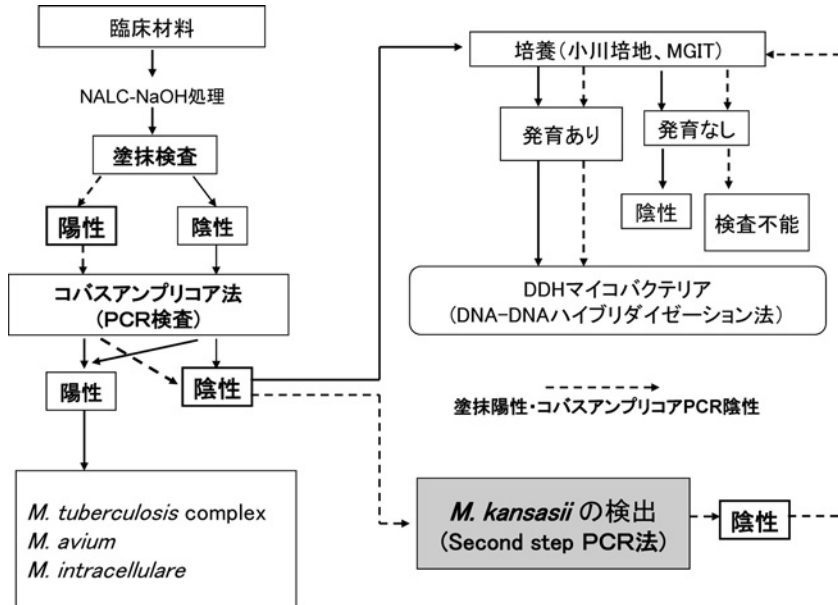 臨床材料
NALC-NaOH処理
塗抹検査
陽性
陰性
コバスアンプリコア法
(PCR検査)
陽性
陰性
M. tuberculosis complex
M. avium
M. intracellulare
培養(小川培地、MGIT)
発育あり
発育なし
陰性
検査不能
DDHマイコバクテリア
(DNA-DNAハイブリダイゼーション法)
塗抹陽性・コバスアンプリコアPCR陰性
M. kansasii の検出
(Second step PCR法)
陰性